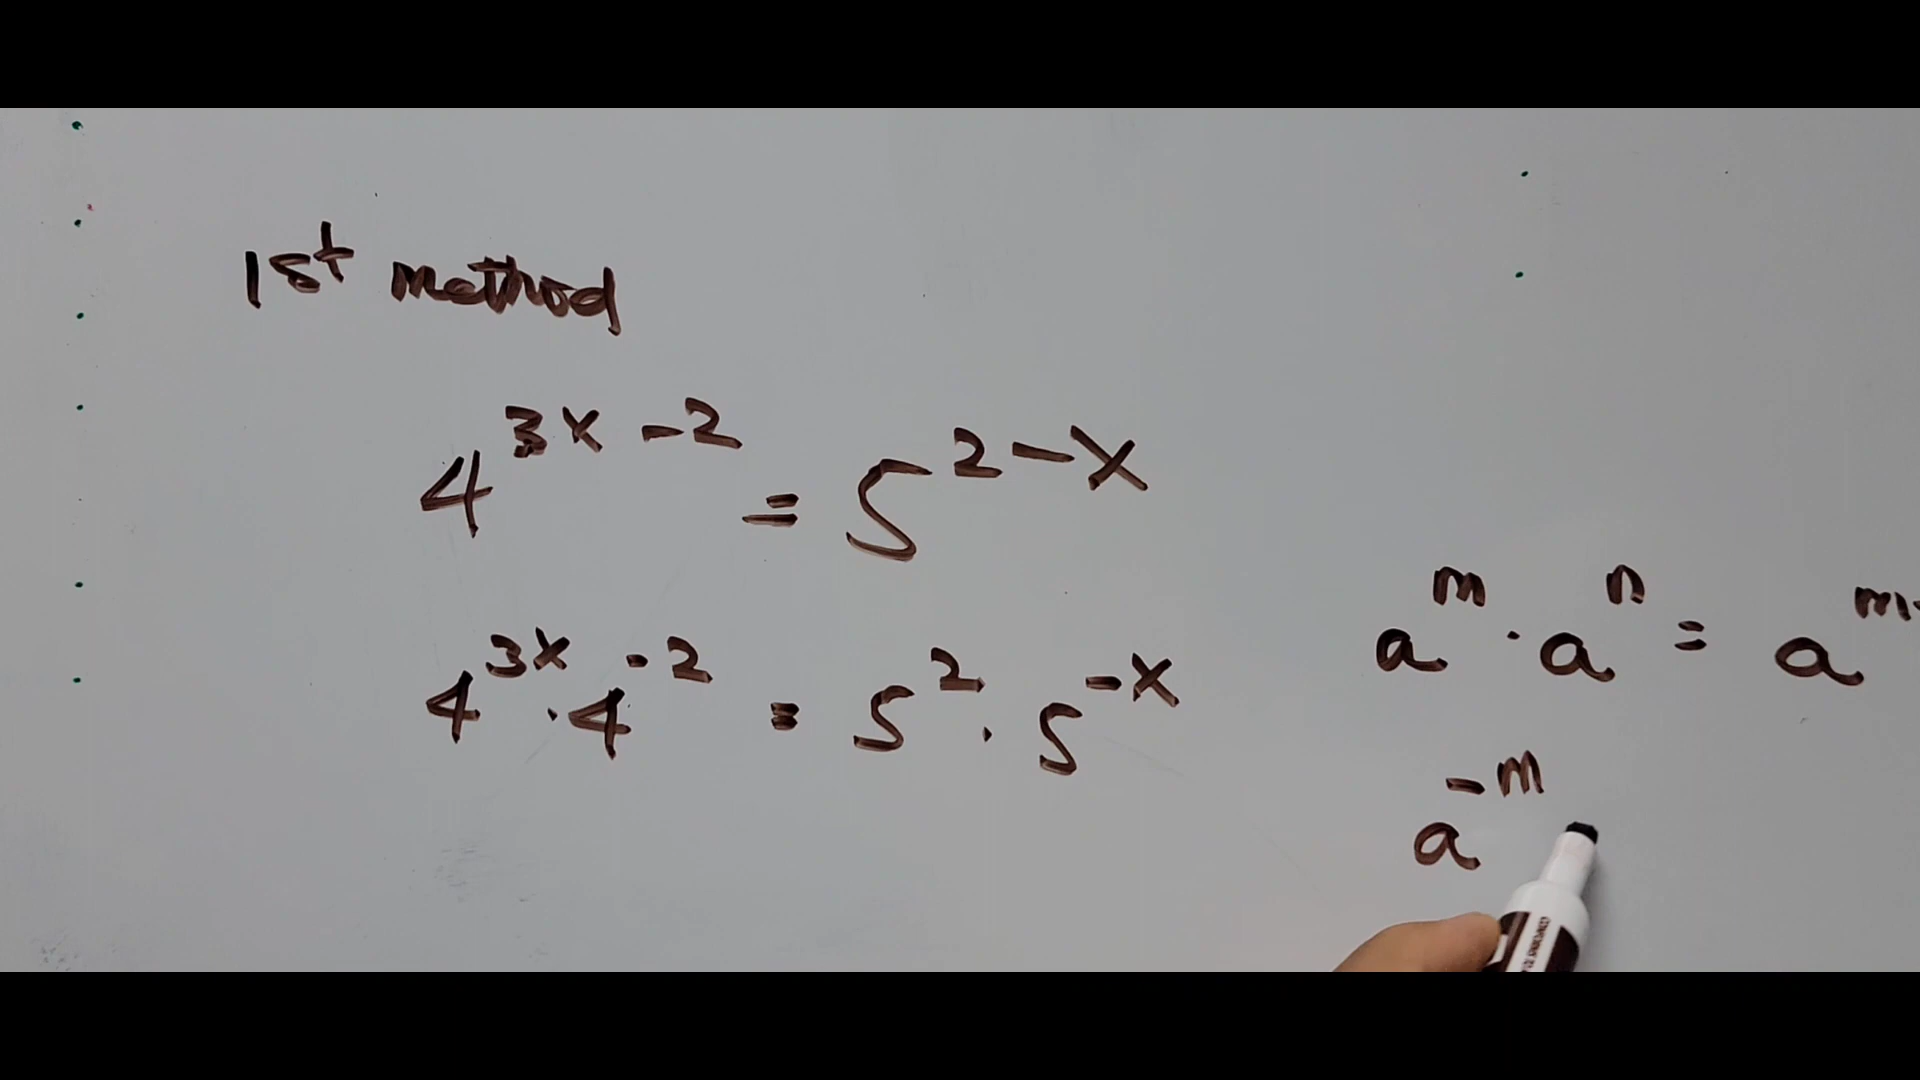 1st method
4^{3x-2} = 5^{2-x}
4^{3x} · 4^{-2} = 5^{2} · 5^{-x}
a^{m} · a^{n} = a^{m
a^{-m}